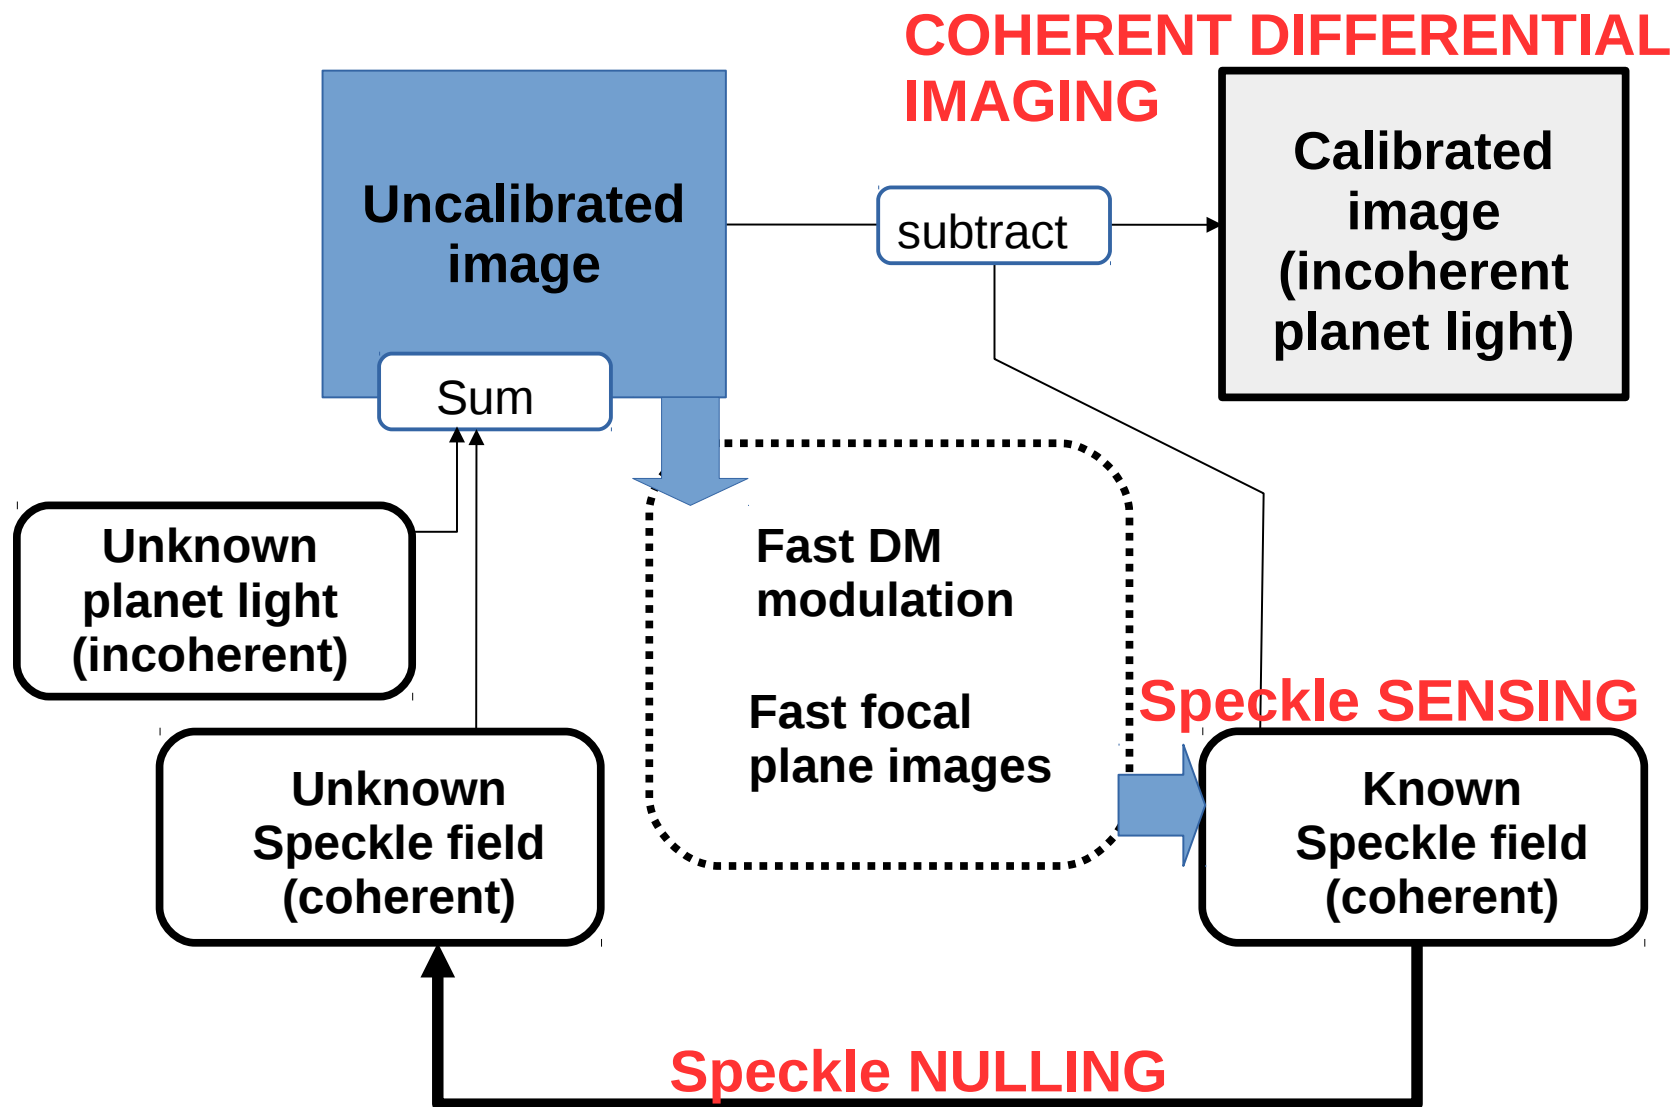 COHERENT DIFFERENTIAL
IMAGING
Uncalibrated
image
subtract
Calibrated
image
(incoherent
planet light)
Sum
Unknown
planet light
(incoherent)
Fast DM
modulation
Fast focal
plane images
Speckle SENSING
Unknown
Speckle field
(coherent)
Known
Speckle field
(coherent)
Speckle NULLING